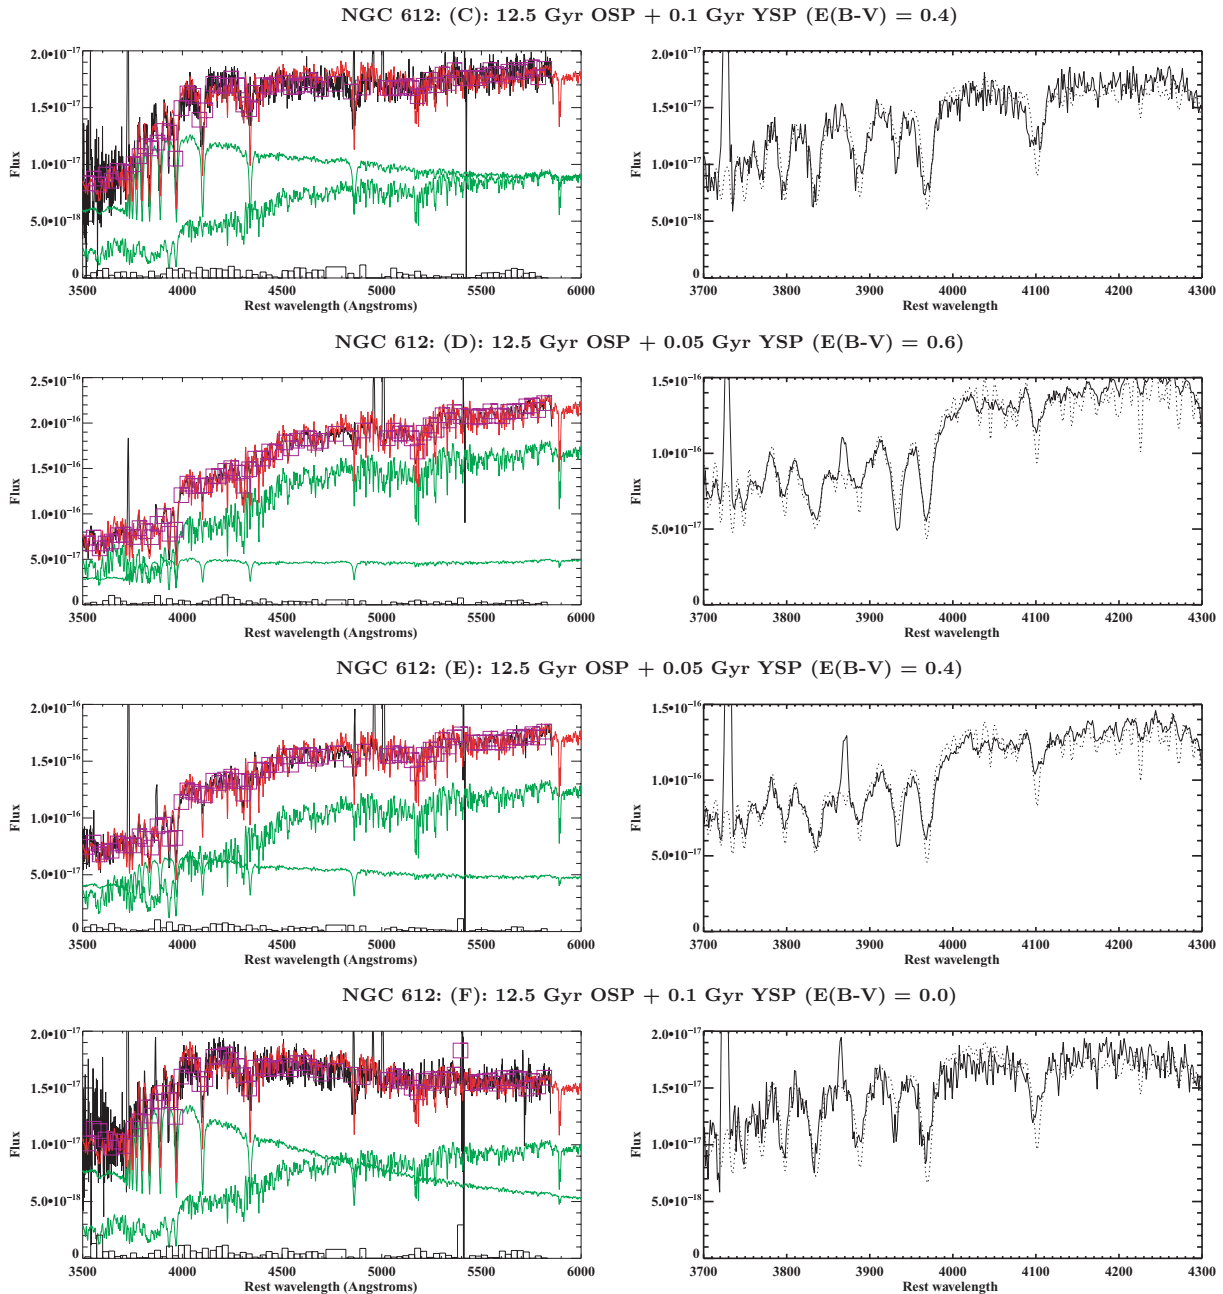 NGC 612: (C): 12.5 Gyr OSP + 0.1 Gyr YSP (E(B-V) = 0.4)
2.0•10⁻¹⁷
1.5•10⁻¹⁷
1.0•10⁻¹⁷
5.0•10⁻¹⁸
0
Flux
3500 4000 4500 5000 5500 6000
Rest wavelength (Angstroms)
2.0•10⁻¹⁷
1.5•10⁻¹⁷
1.0•10⁻¹⁷
5.0•10⁻¹⁸
0
Flux
3700 3800 3900 4000 4100 4200 4300
Rest wavelength
NGC 612: (D): 12.5 Gyr OSP + 0.05 Gyr YSP (E(B-V) = 0.6)
2.5•10⁻¹⁶
2.0•10⁻¹⁶
1.5•10⁻¹⁶
1.0•10⁻¹⁶
5.0•10⁻¹⁷
0
Flux
3500 4000 4500 5000 5500 6000
Rest wavelength (Angstroms)
1.5•10⁻¹⁶
1.0•10⁻¹⁶
5.0•10⁻¹⁷
0
Flux
3700 3800 3900 4000 4100 4200 4300
Rest wavelength
NGC 612: (E): 12.5 Gyr OSP + 0.05 Gyr YSP (E(B-V) = 0.4)
2.0•10⁻¹⁶
1.5•10⁻¹⁶
1.0•10⁻¹⁶
5.0•10⁻¹⁷
0
Flux
3500 4000 4500 5000 5500 6000
Rest wavelength (Angstroms)
1.5•10⁻¹⁶
1.0•10⁻¹⁶
5.0•10⁻¹⁷
0
Flux
3700 3800 3900 4000 4100 4200 4300
Rest wavelength
NGC 612: (F): 12.5 Gyr OSP + 0.1 Gyr YSP (E(B-V) = 0.0)
2.0•10⁻¹⁷
1.5•10⁻¹⁷
1.0•10⁻¹⁷
5.0•10⁻¹⁸
0
Flux
3500 4000 4500 5000 5500 6000
Rest wavelength (Angstroms)
2.0•10⁻¹⁷
1.5•10⁻¹⁷
1.0•10⁻¹⁷
5.0•10⁻¹⁸
0
Flux
3700 3800 3900 4000 4100 4200 4300
Rest wavelength